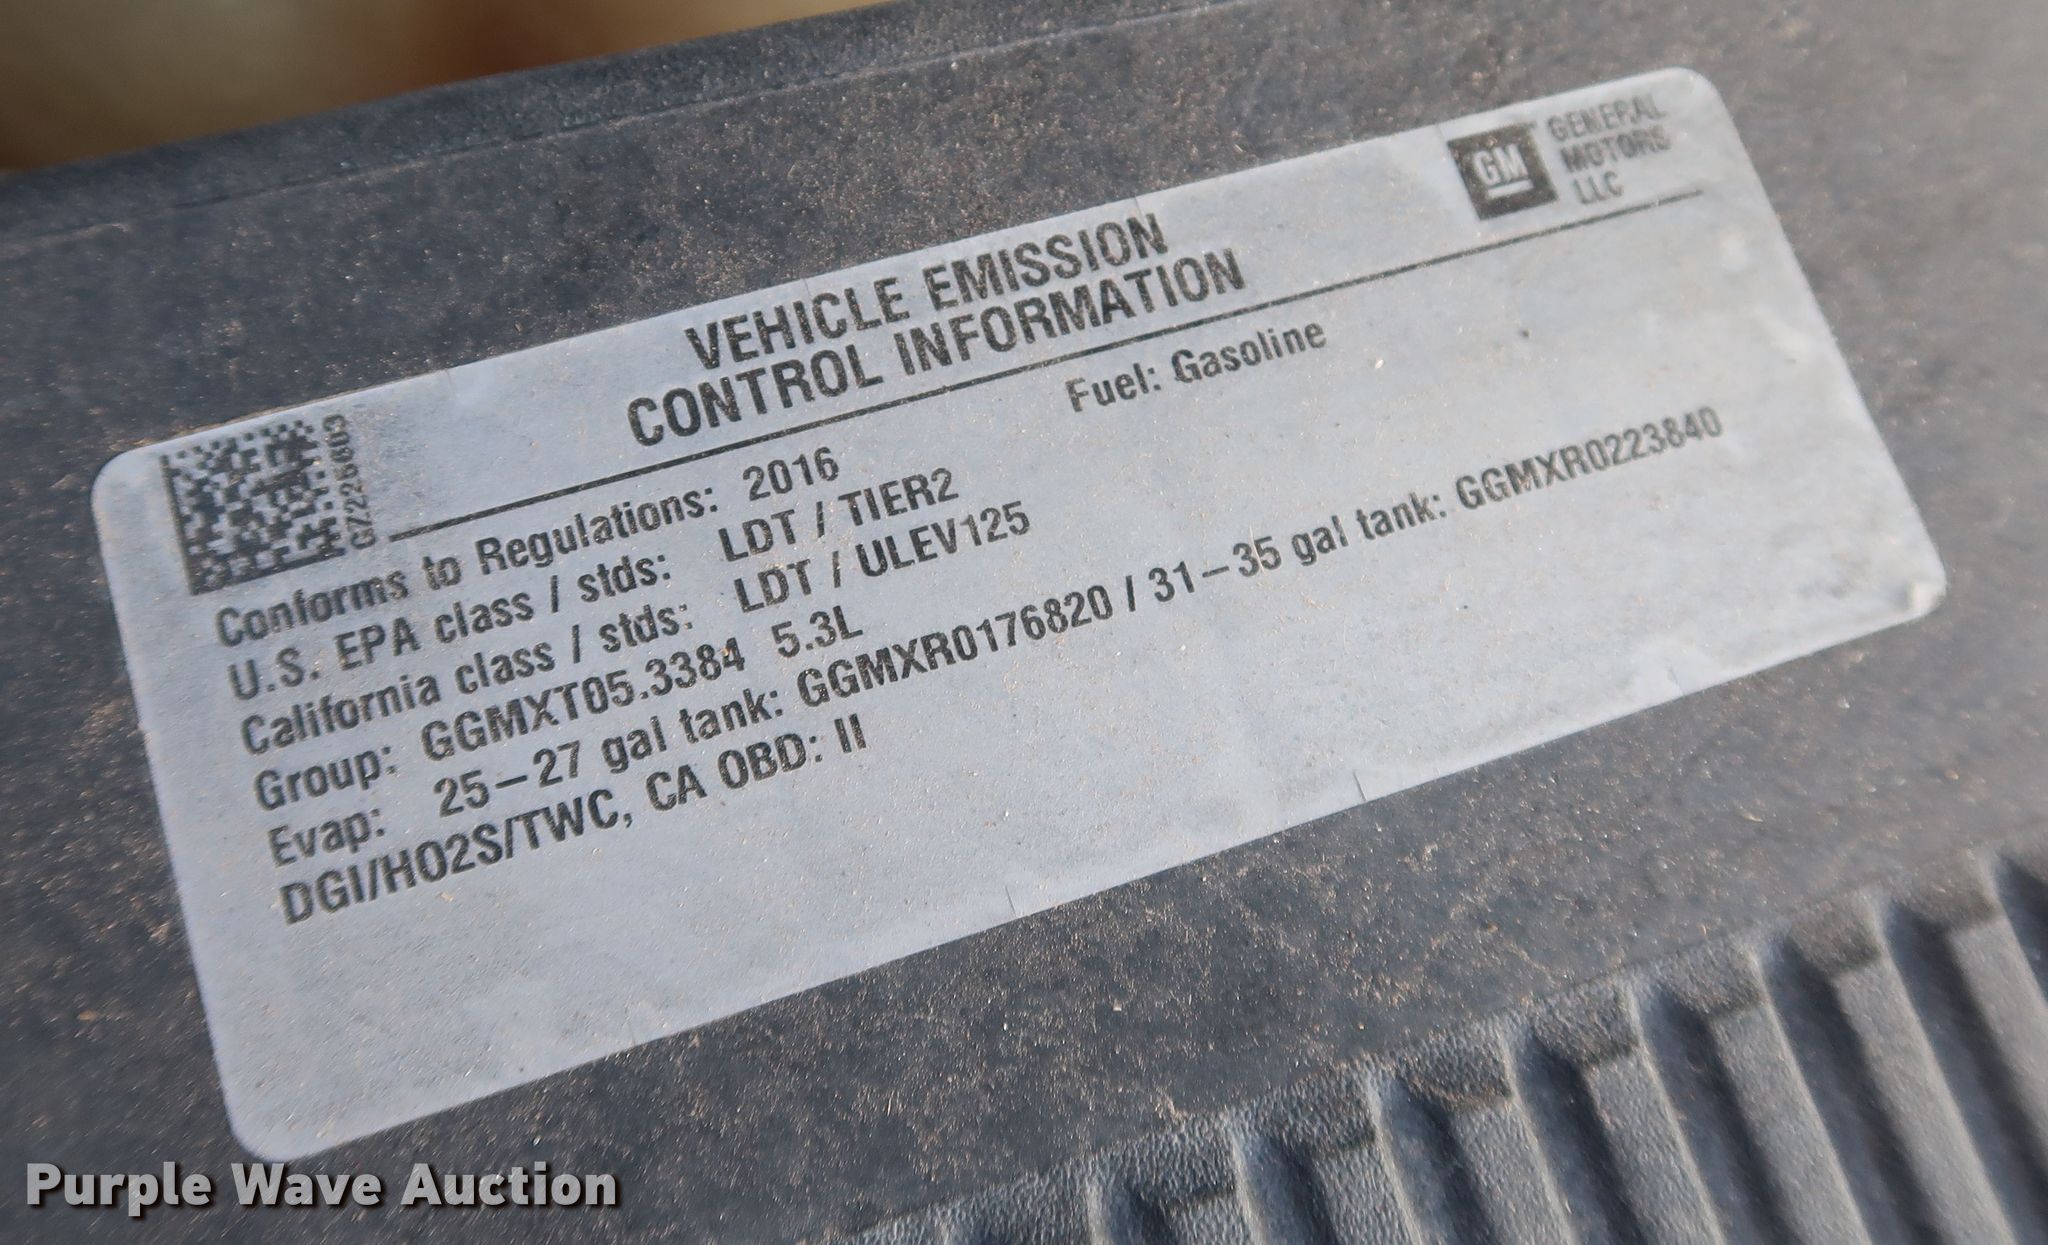 GM
GENERAL
MOTORS
LLC
VEHICLE EMISSION
CONTROL INFORMATION
Conforms to Regulations: 2016 Fuel: Gasoline
U.S. EPA class / stds: LDT / TIER2
California class / stds: LDT / ULEV125
Group: GGMXT05.3384 5.3L
Evap: 25–27 gal tank: GGMXR0176820 / 31–35 gal tank: GGMXR0223840
DGI/HO2S/TWC, CA OBD: II
Purple Wave Auction